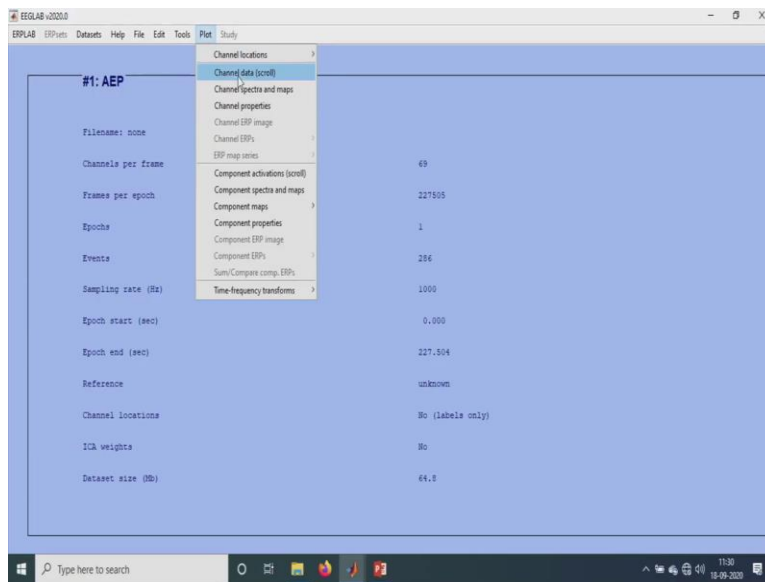 EEGLAB v2020.0
ERPLAB ERPsets Datasets Help File Edit Tools Plot Study
Channel locations
Channel data (scroll)
Channel spectra and maps
Channel properties
Channel ERP image
Channel ERPs
ERP map series
Component activations (scroll)
Component spectra and maps
Component maps
Component properties
Component ERP image
Component ERPs
Sum/Compare comp. ERPs
Time-frequency transforms
#1: AEP
Filename: none
Channels per frame 69
Frames per epoch 227505
Epochs 1
Events 286
Sampling rate (Hz) 1000
Epoch start (sec) 0.000
Epoch end (sec) 227.504
Reference unknown
Channel locations No (labels only)
ICA weights No
Dataset size (Mb) 64.8
Type here to search
11:30
18-09-2020